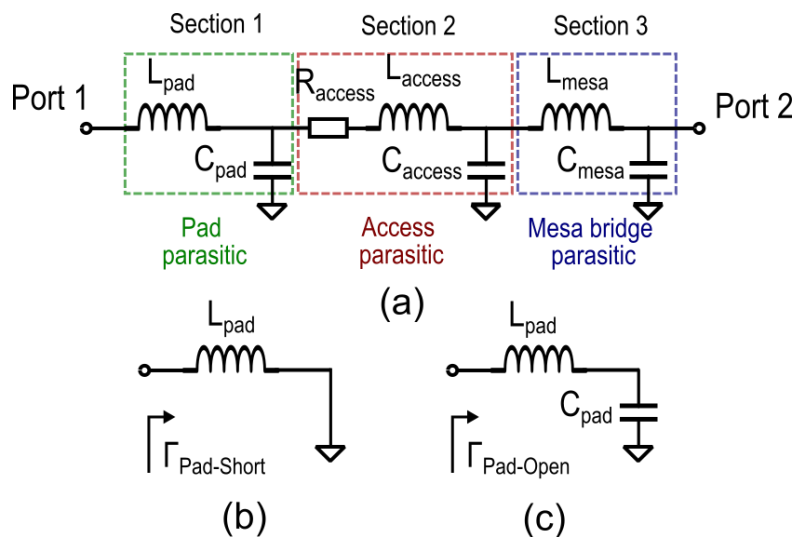 Section 1
Section 2
Section 3
L_pad
R_access
L_access
L_mesa
Port 1
Port 2
C_pad
C_access
C_mesa
Pad
parasitic
Access
parasitic
Mesa bridge
parasitic
(a)
L_pad
L_pad
C_pad
Γ_Pad-Short
Γ_Pad-Open
(b)
(c)